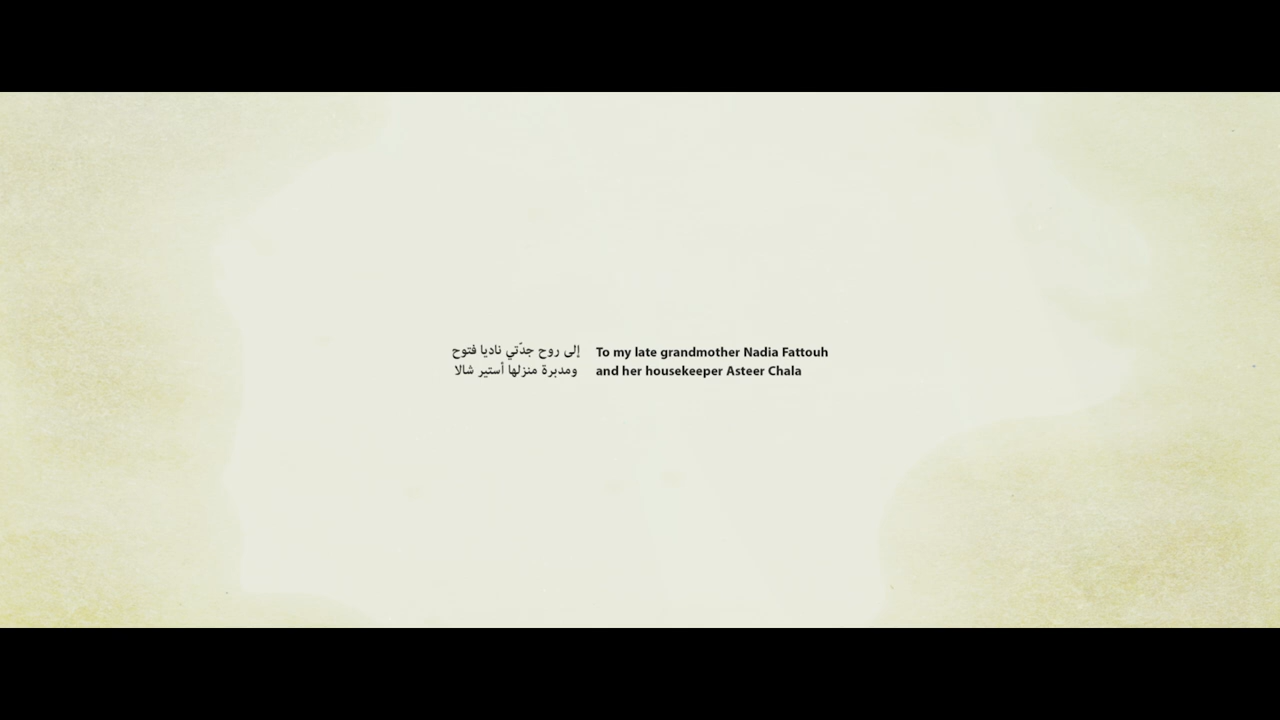 إلى روح جدّتي ناديا فتوح
ومدبرة منزلها أستير شالا
To my late grandmother Nadia Fattouh
and her housekeeper Asteer Chala